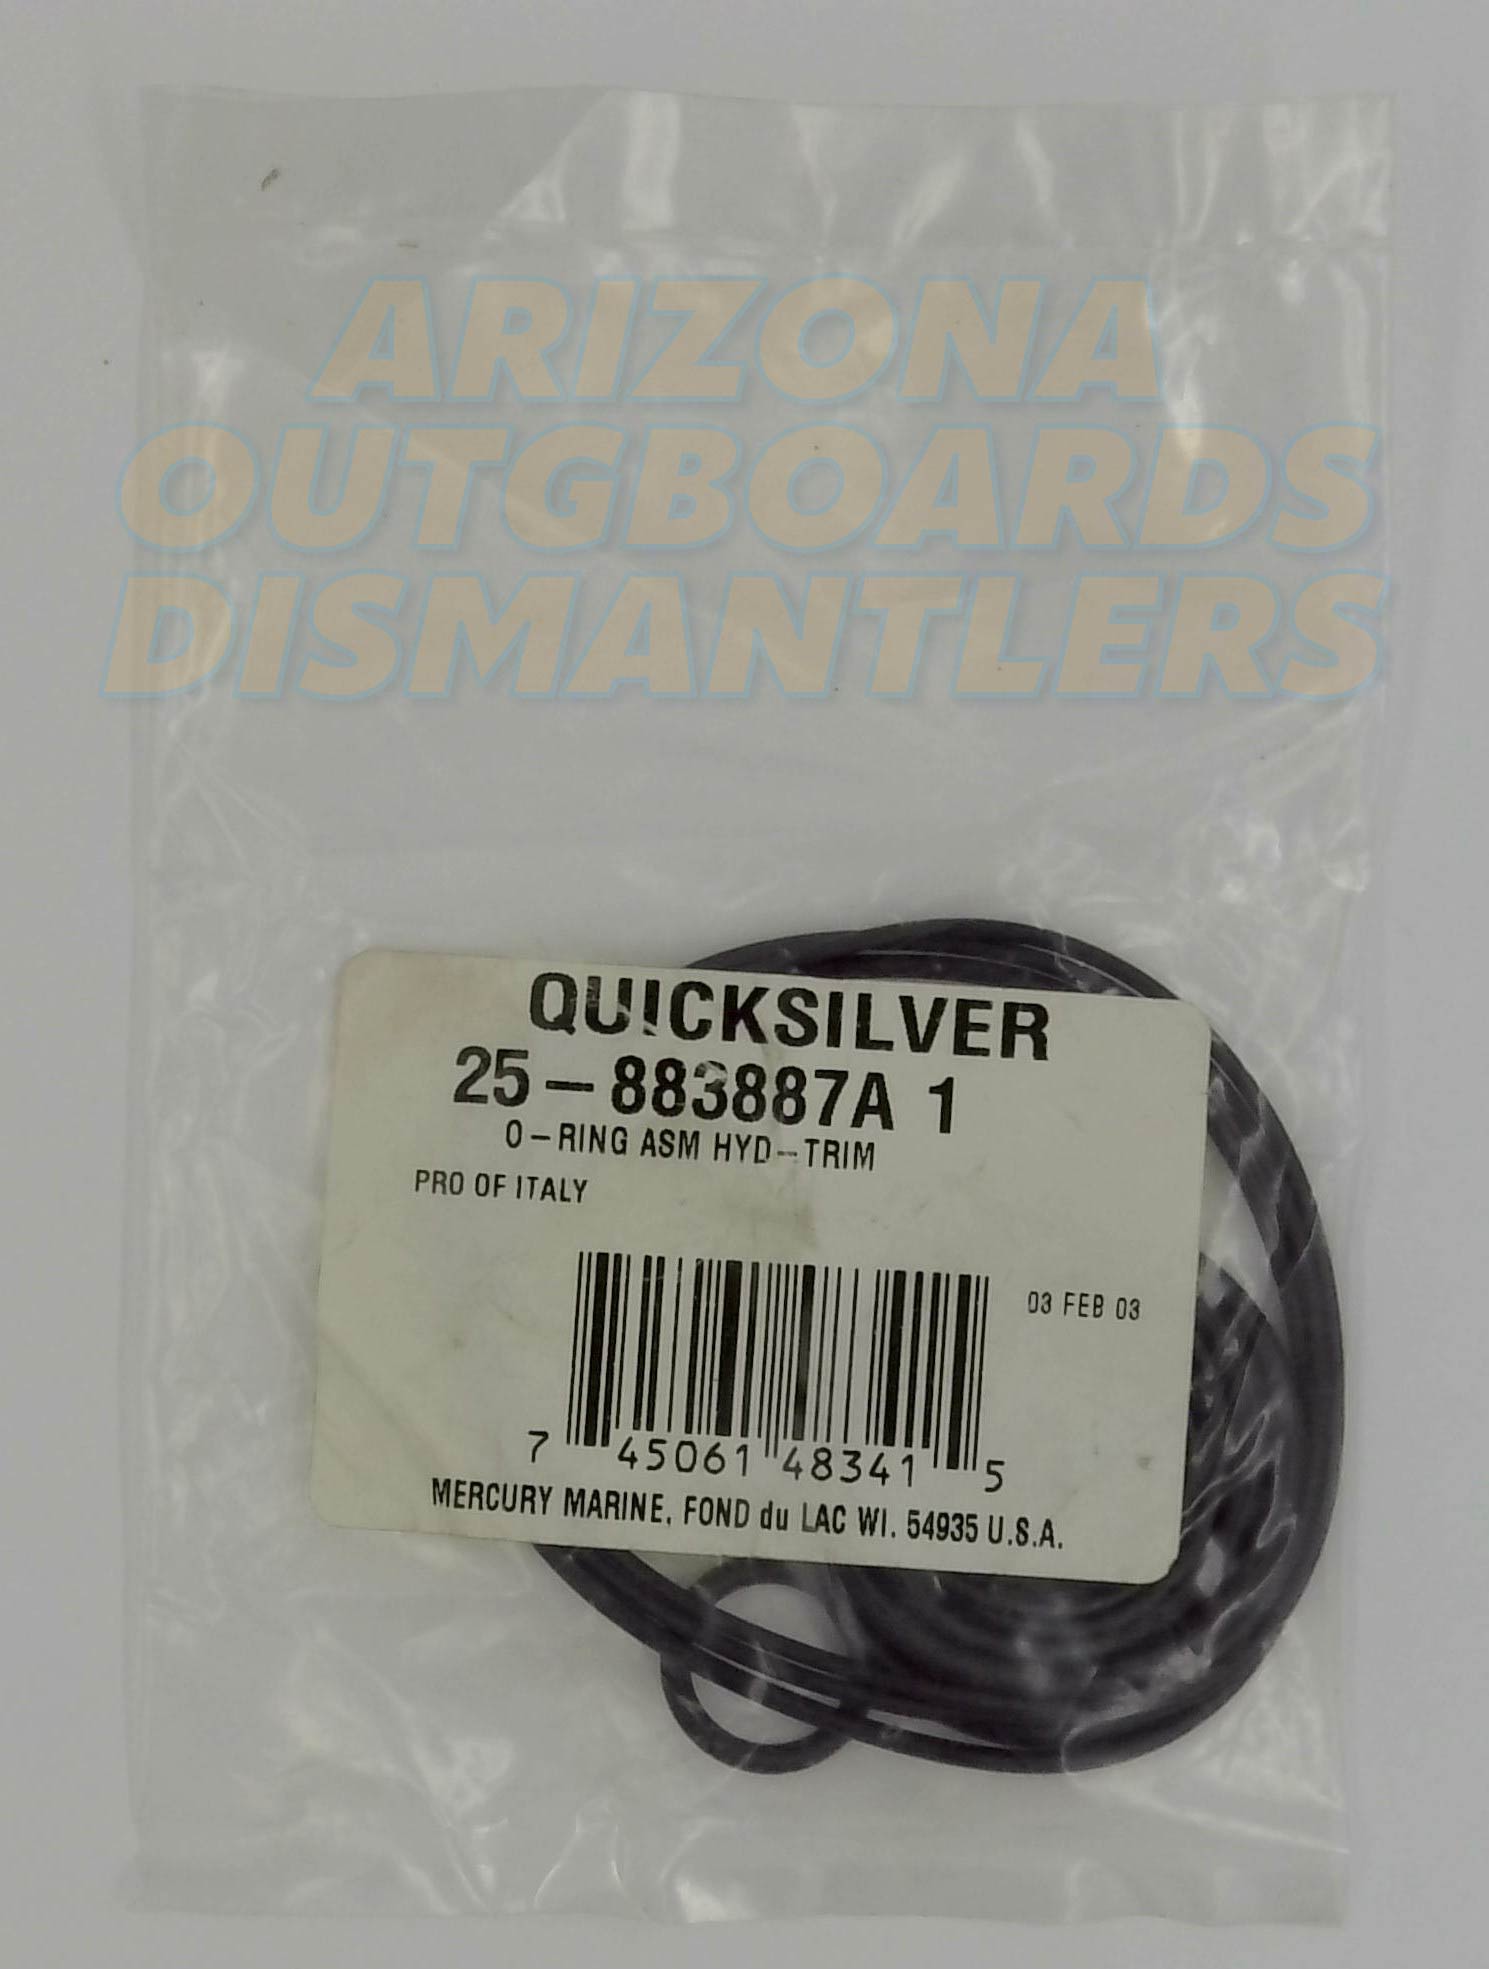 ARIZONA
OUTGBOARDS
DISMANTLERS
QUICKSILVER
25-883887A 1
O-RING ASM HYD-TRIM
PRO OF ITALY
03 FEB 03
7 45061 48341 5
MERCURY MARINE, FOND du LAC WI. 54935 U.S.A.